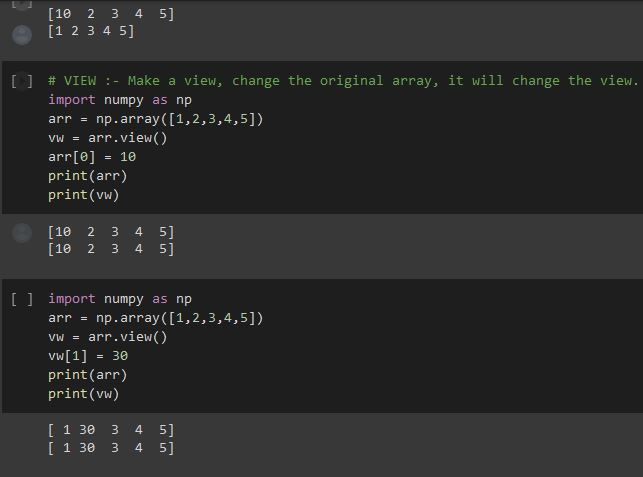 [10 2 3 4 5]
[1 2 3 4 5]
[ ] # VIEW :- Make a view, change the original array, it will change the view.
import numpy as np
arr = np.array([1,2,3,4,5])
vw = arr.view()
arr[0] = 10
print(arr)
print(vw)
[10 2 3 4 5]
[10 2 3 4 5]
[ ] import numpy as np
arr = np.array([1,2,3,4,5])
vw = arr.view()
vw[1] = 30
print(arr)
print(vw)
[ 1 30 3 4 5]
[ 1 30 3 4 5]